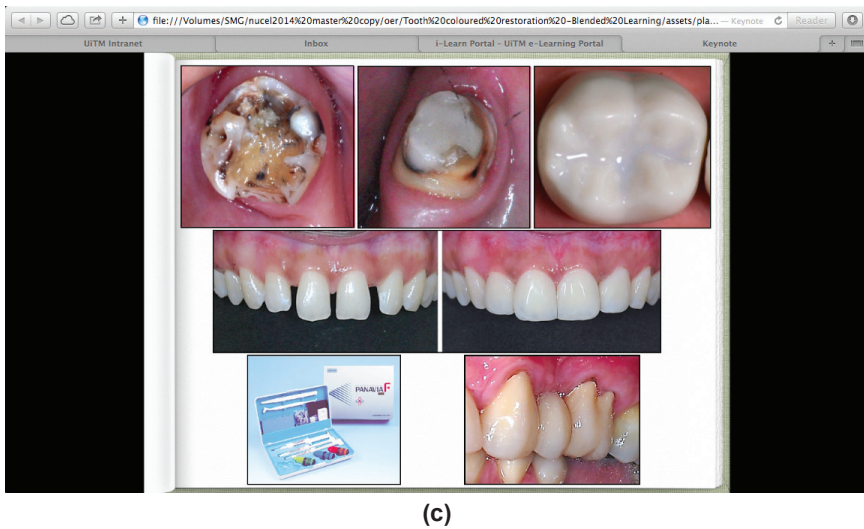 file:///Volumes/SMG/nucel2014%20master%20copy/oer/Tooth%20coloured%20restoration%20-Blended%20Learning/assets/pla... — Keynote Reader
UiTM Intranet Inbox i-Learn Portal - UiTM e-Learning Portal Keynote
PANAVIA F
(c)